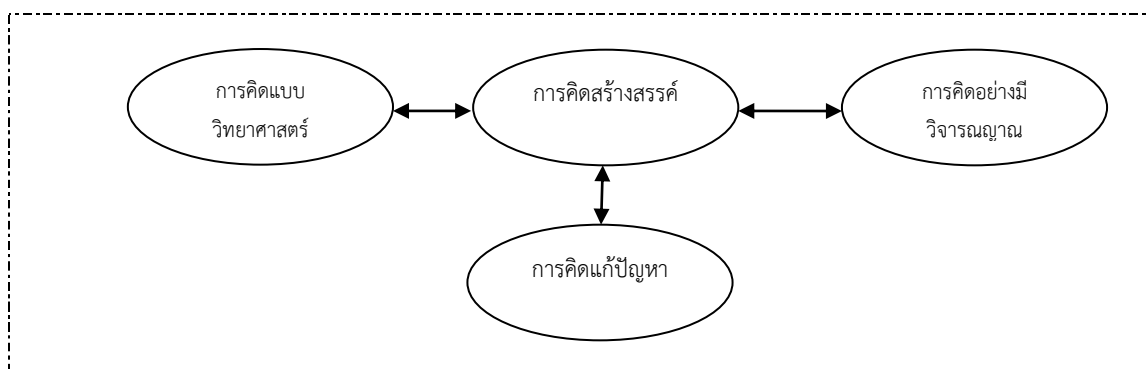 การคิดแบบ
วิทยาศาสตร์
การคิดสร้างสรรค์
การคิดอย่างมี
วิจารณญาณ
การคิดแก้ปัญหา